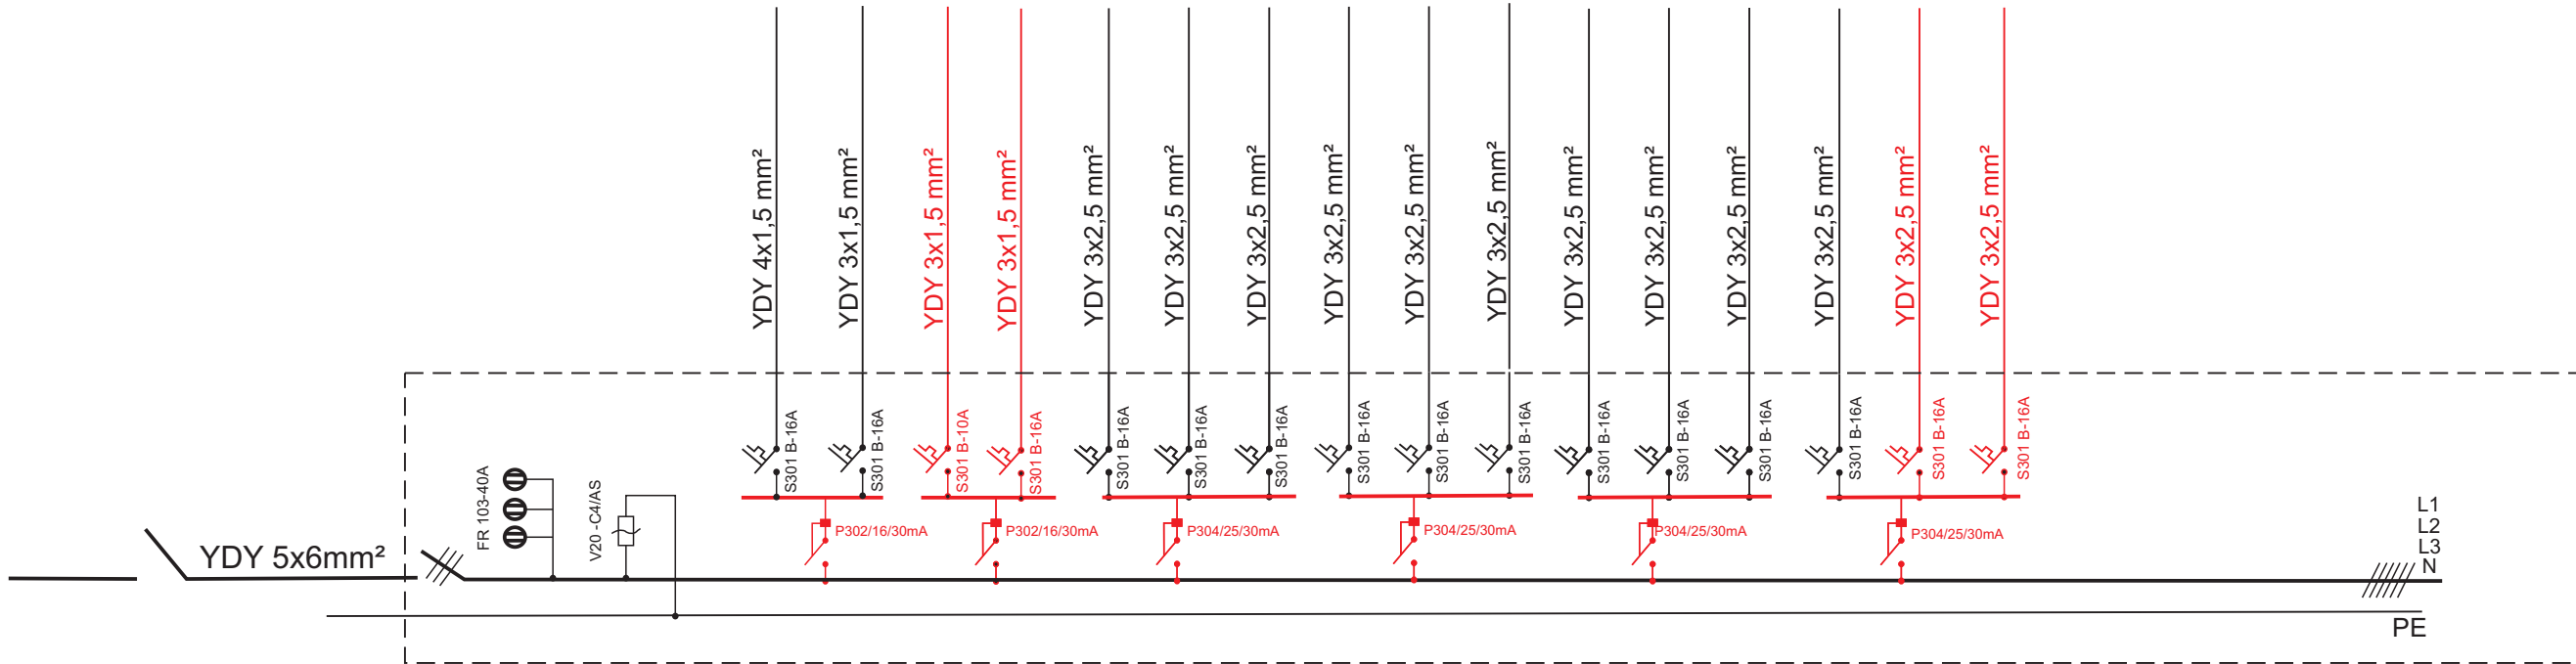 YDY 4x1,5 mm²
YDY 3x1,5 mm²
YDY 3x1,5 mm²
YDY 3x1,5 mm²
YDY 3x2,5 mm²
YDY 3x2,5 mm²
YDY 3x2,5 mm²
YDY 3x2,5 mm²
YDY 3x2,5 mm²
YDY 3x2,5 mm²
YDY 3x2,5 mm²
YDY 3x2,5 mm²
YDY 3x2,5 mm²
YDY 3x2,5 mm²
YDY 3x2,5 mm²
YDY 3x2,5 mm²
S301 B-16A
S301 B-16A
S301 B-10A
S301 B-16A
S301 B-16A
S301 B-16A
S301 B-16A
S301 B-16A
S301 B-16A
S301 B-16A
S301 B-16A
S301 B-16A
S301 B-16A
S301 B-16A
S301 B-16A
S301 B-16A
FR 103-40A
V20 -C4/AS
P302/16/30mA
P302/16/30mA
P304/25/30mA
P304/25/30mA
P304/25/30mA
P304/25/30mA
YDY 5x6mm²
L1
L2
L3
N
PE